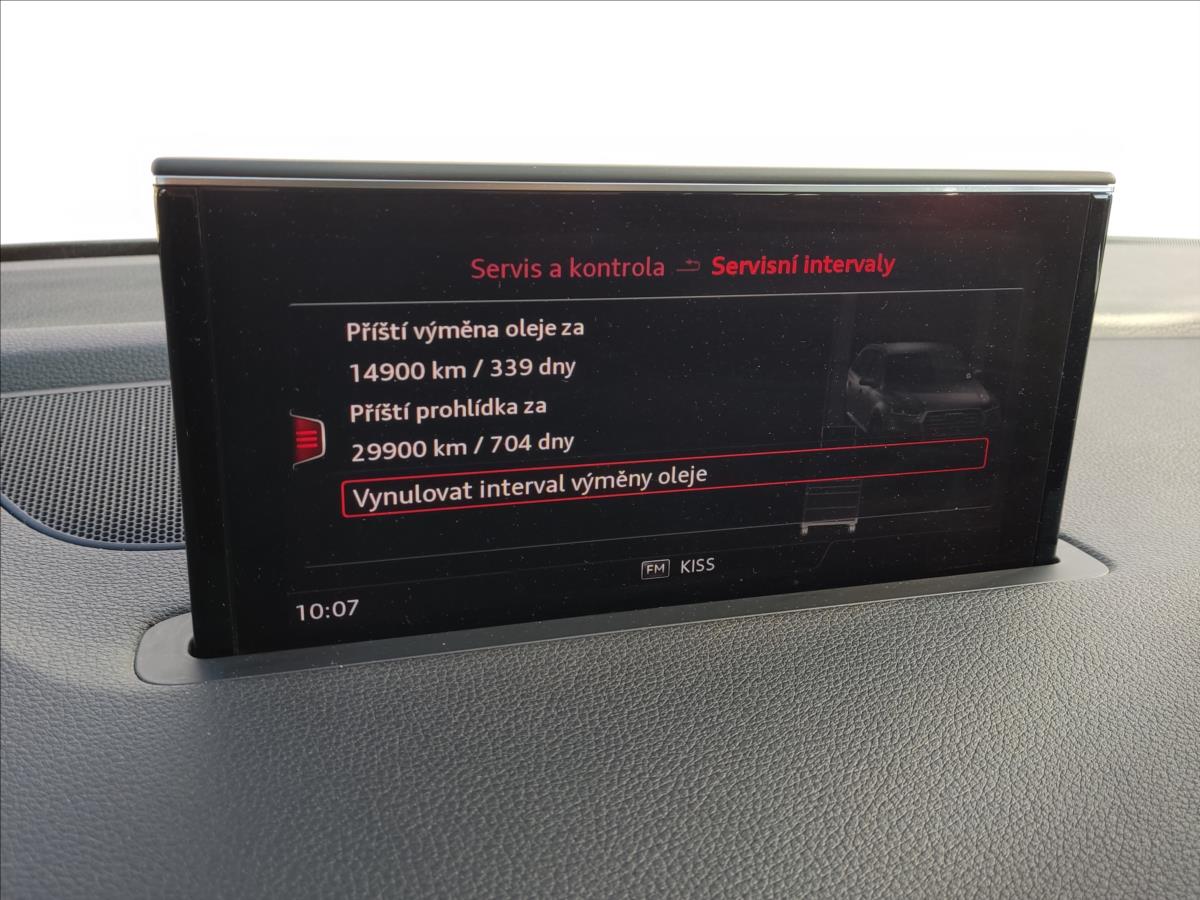 Servis a kontrola Servisní intervaly
Příští výměna oleje za
14900 km / 339 dny
Příští prohlídka za
29900 km / 704 dny
Vynulovat interval výměny oleje
FM KISS
10:07